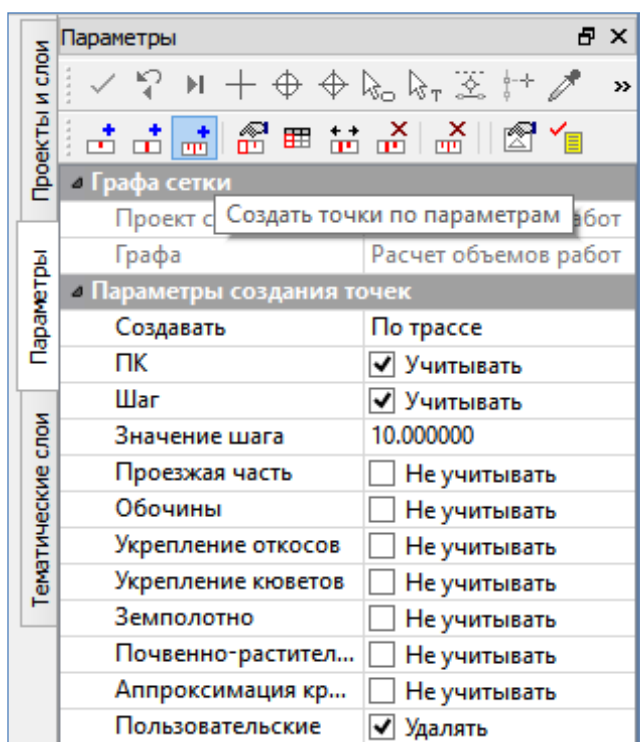 Параметры
Проекты и слои
Параметры
Тематические слои
»
Графа сетки
Проект с абот
Создать точки по параметрам
Графа Расчет объемов работ
Параметры создания точек
Создавать По трассе
ПК Учитывать
Шаг Учитывать
Значение шага 10.000000
Проезжая часть Не учитывать
Обочины Не учитывать
Укрепление откосов Не учитывать
Укрепление кюветов Не учитывать
Земполотно Не учитывать
Почвенно-растител... Не учитывать
Аппроксимация кр... Не учитывать
Пользовательские Удалять